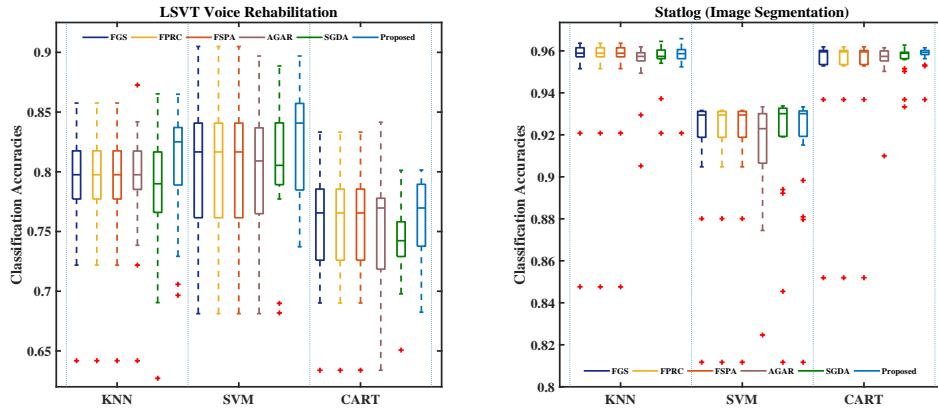 LSVT Voice Rehabilitation
FGS FPRC FSPA AGAR SGDA Proposed
Classification Accuracies
0.9
0.85
0.8
0.75
0.7
0.65
KNN SVM CART
Statlog (Image Segmentation)
Classification Accuracies
0.96
0.94
0.92
0.9
0.88
0.86
0.84
0.82
0.8
FGS FPRC FSPA AGAR SGDA Proposed
KNN SVM CART